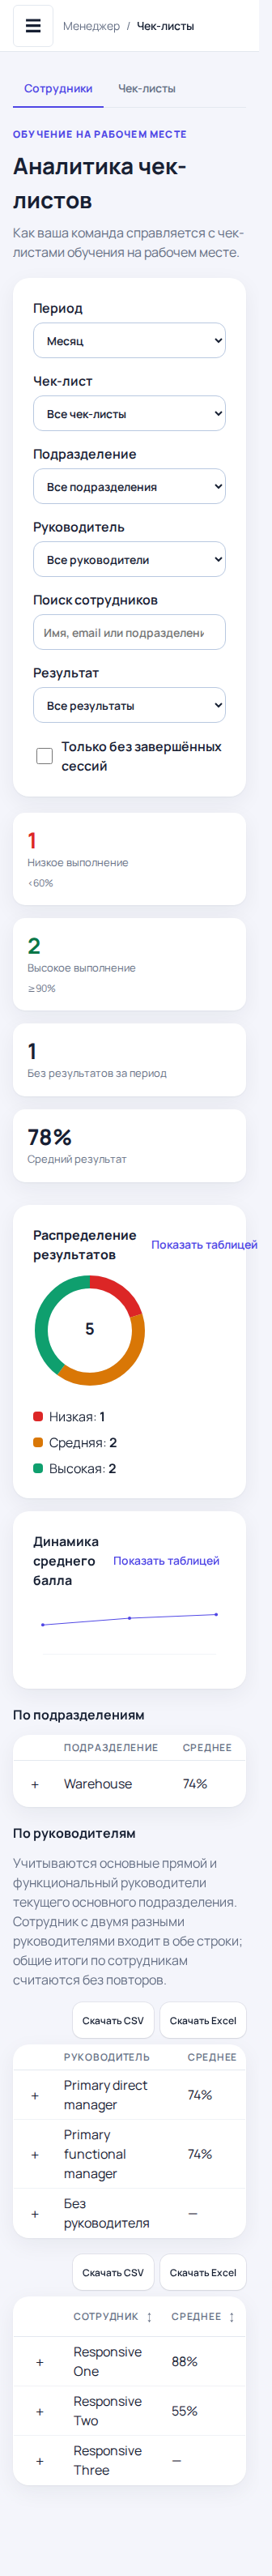 Менеджер / Чек-листы
Сотрудники Чек-листы
ОБУЧЕНИЕ НА РАБОЧЕМ МЕСТЕ
Аналитика чек-
листов
Как ваша команда справляется с чек-
листами обучения на рабочем месте.
Период
Месяц
Чек-лист
Все чек-листы
Подразделение
Все подразделения
Руководитель
Все руководители
Поиск сотрудников
Имя, email или подразделени
Результат
Все результаты
Только без завершённых
сессий
1
Низкое выполнение
<60%
2
Высокое выполнение
≥90%
1
Без результатов за период
78%
Средний результат
Распределение
результатов
Показать таблицей
5
Низкая: 1
Средняя: 2
Высокая: 2
Динамика
среднего
балла
Показать таблицей
По подразделениям
ПОДРАЗДЕЛЕНИЕ СРЕДНЕЕ
+ Warehouse 74%
По руководителям
Учитываются основные прямой и
функциональный руководители
текущего основного подразделения.
Сотрудник с двумя разными
руководителями входит в обе строки;
общие итоги по сотрудникам
считаются без повторов.
Скачать CSV Скачать Excel
РУКОВОДИТЕЛЬ СРЕДНЕЕ
+ Primary direct
manager
74%
+ Primary
functional
manager
74%
+ Без
руководителя
—
Скачать CSV Скачать Excel
СОТРУДНИК ↕ СРЕДНЕЕ ↕
+ Responsive
One
88%
+ Responsive
Two
55%
+ Responsive
Three
—